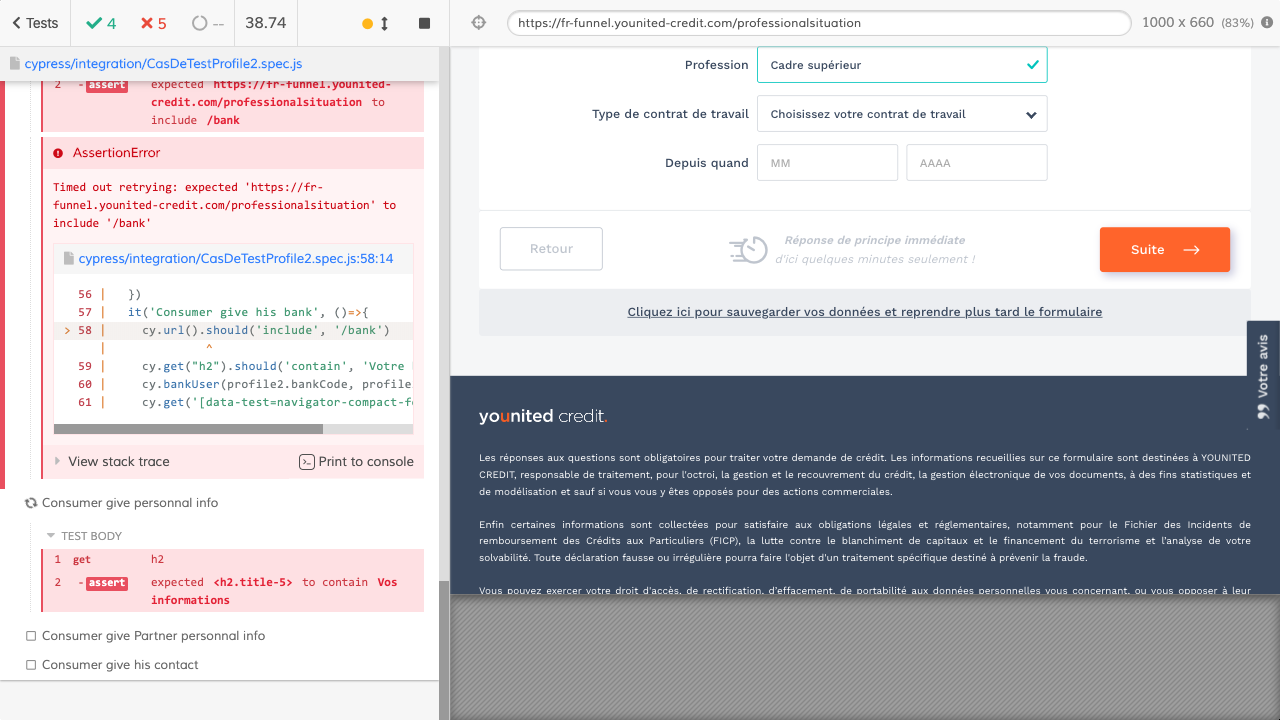 Tests
4
5
--
38.74
https://fr-funnel.younited-credit.com/professionalsituation
1000 x 660 (83%)
cypress/integration/CasDeTestProfile2.spec.js
2 -assert expected https://fr-funnel.younited-
credit.com/professionalsituation to
include /bank
AssertionError
Timed out retrying: expected 'https://fr-
funnel.younited-credit.com/professionalsituation' to
include '/bank'
cypress/integration/CasDeTestProfile2.spec.js:58:14
56 | })
57 | it('Consumer give his bank', ()=>{
> 58 | cy.url().should('include', '/bank')
| ^
59 | cy.get("h2").should('contain', 'Votre
60 | cy.bankUser(profile2.bankCode, profile
61 | cy.get('[data-test=navigator-compact-fo
View stack trace
Print to console
Consumer give personnal info
TEST BODY
1 get h2
2 -assert expected <h2.title-5> to contain Vos
informations
Consumer give Partner personnal info
Consumer give his contact
Profession
Cadre supérieur
Type de contrat de travail
Choisissez votre contrat de travail
Depuis quand
MM
AAAA
Retour
Réponse de principe immédiate
d'ici quelques minutes seulement !
Suite
Cliquez ici pour sauvegarder vos données et reprendre plus tard le formulaire
Votre avis
younited credit.
Les réponses aux questions sont obligatoires pour traiter votre demande de crédit. Les informations recueillies sur ce formulaire sont destinées à YOUNITED
CREDIT, responsable de traitement, pour l'octroi, la gestion et le recouvrement du crédit, la gestion électronique de vos documents, à des fins statistiques et
de modélisation et sauf si vous vous y êtes opposés pour des actions commerciales.
Enfin certaines informations sont collectées pour satisfaire aux obligations légales et réglementaires, notamment pour le Fichier des Incidents de
remboursement des Crédits aux Particuliers (FICP), la lutte contre le blanchiment de capitaux et le financement du terrorisme et l'analyse de votre
solvabilité. Toute déclaration fausse ou irrégulière pourra faire l'objet d'un traitement spécifique destiné à prévenir la fraude.
Vous pouvez exercer votre droit d'accès, de rectification, d'effacement, de portabilité aux données personnelles vous concernant, ou vous opposer à leur